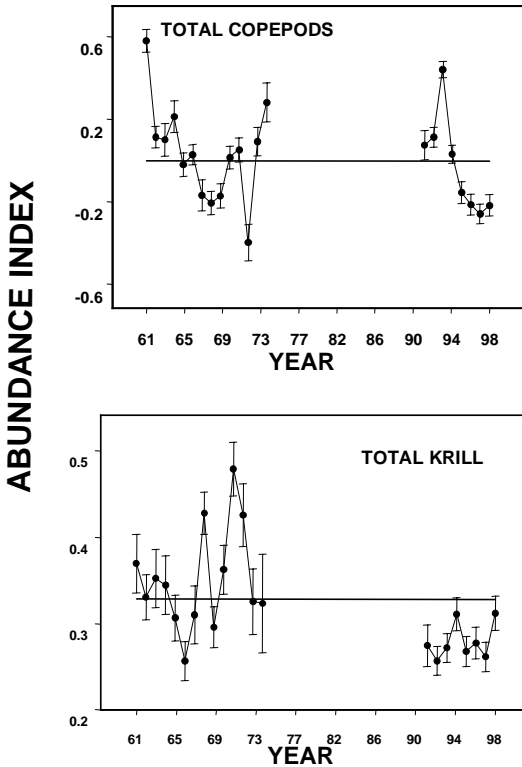 ABUNDANCE INDEX
TOTAL COPEPODS
0.6
0.2
-0.2
-0.6
61 65 69 73 77 82 86 90 94 98
YEAR
TOTAL KRILL
0.5
0.4
0.3
0.2
61 65 69 73 77 82 86 90 94 98
YEAR